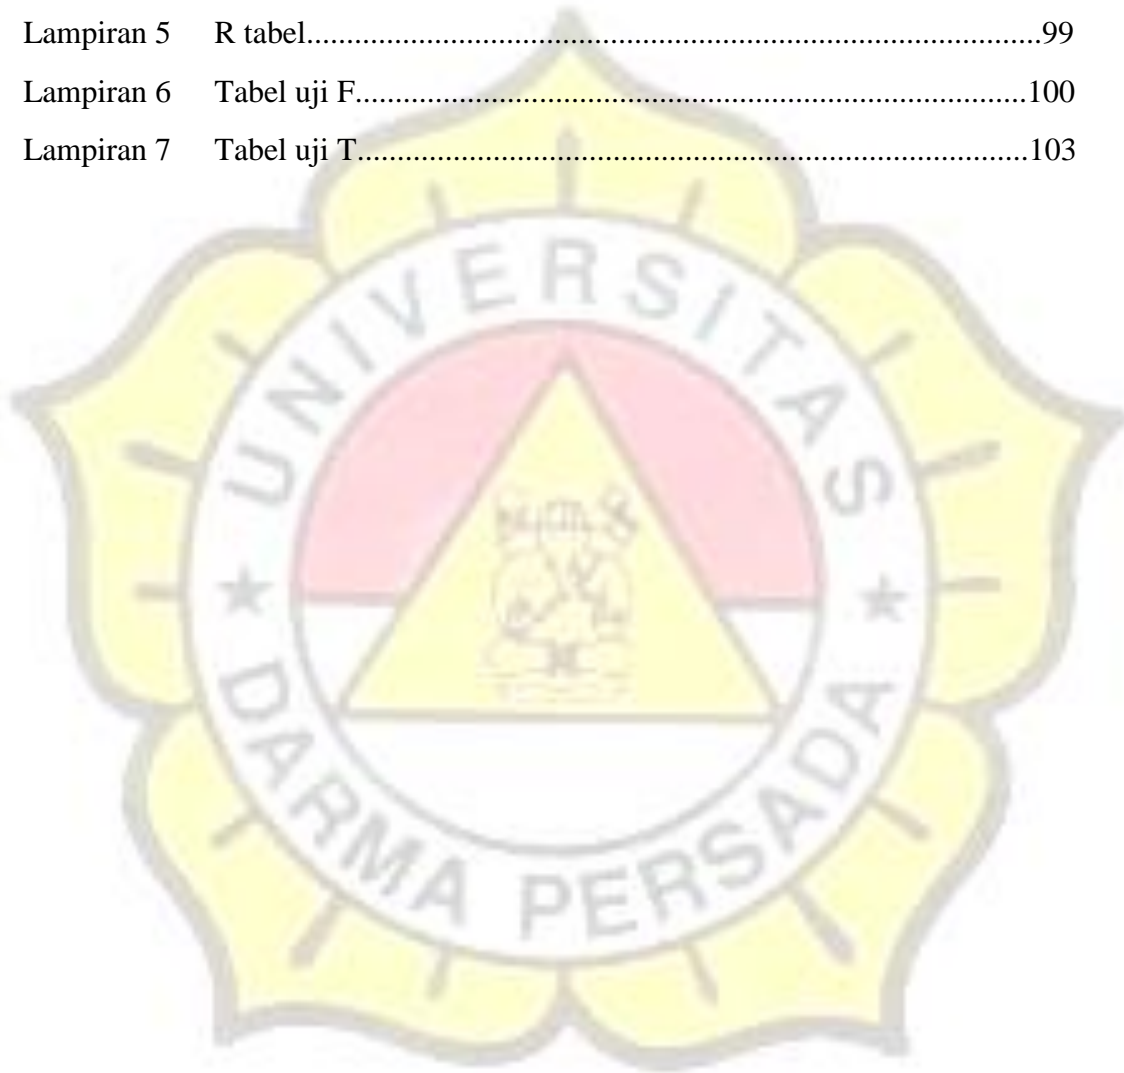 Lampiran 5 R tabel............................................................................................99
Lampiran 6 Tabel uji F....................................................................................100
Lampiran 7 Tabel uji T....................................................................................103
UNIVERSITAS
DARMA PERSADA